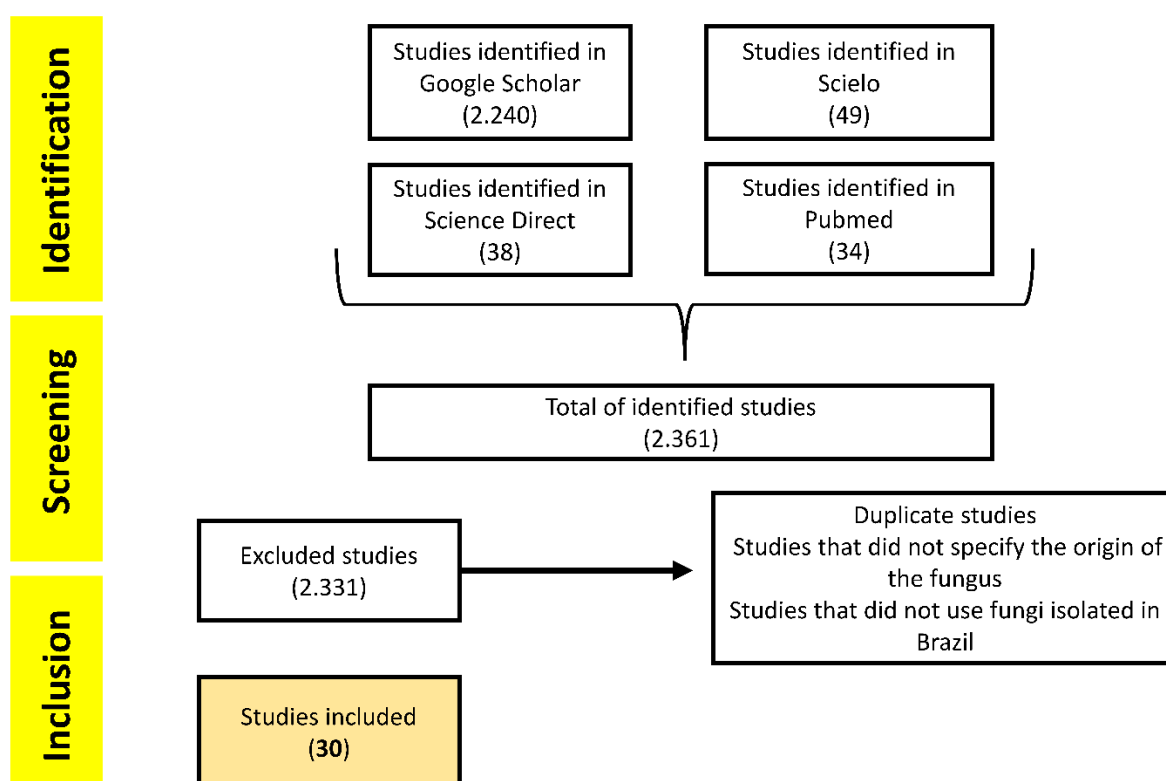 Identification
Studies identified in
Google Scholar
(2.240)
Studies identified in
Scielo
(49)
Studies identified in
Science Direct
(38)
Studies identified in
Pubmed
(34)
Screening
Total of identified studies
(2.361)
Excluded studies
(2.331)
Duplicate studies
Studies that did not specify the origin of
the fungus
Studies that did not use fungi isolated in
Brazil
Inclusion
Studies included
(30)